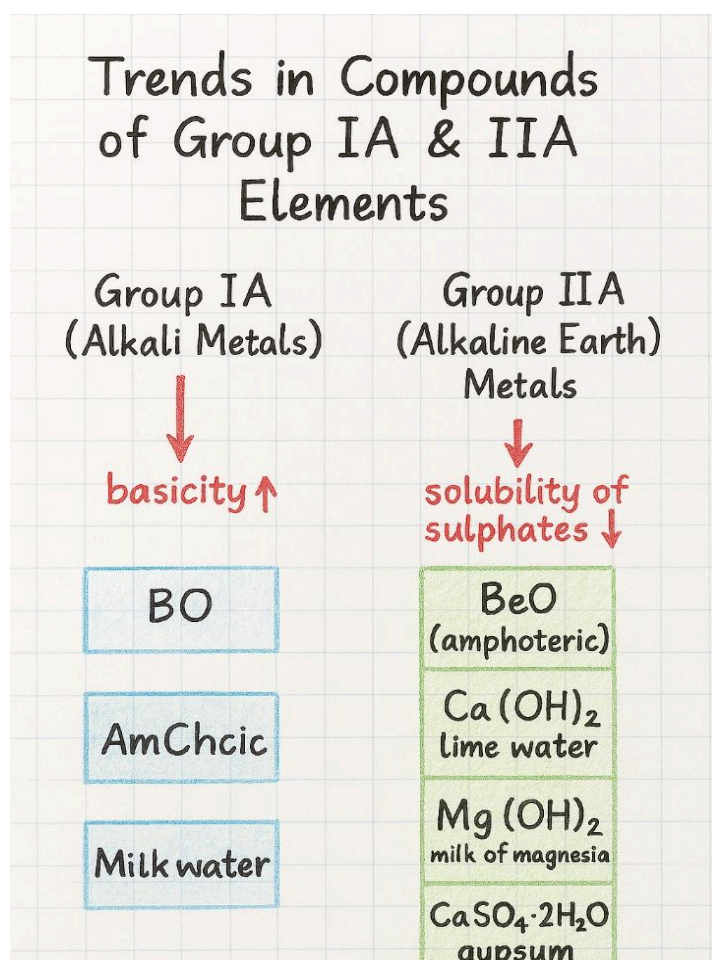 Trends in Compounds
of Group IA & IIA
Elements
Group IA
(Alkali Metals)
basicity ↑
BO
AmChcic
Milk water
Group IIA
(Alkaline Earth)
Metals
solubility of
sulphates ↓
BeO
(amphoteric)
Ca(OH)₂
lime water
Mg(OH)₂
milk of magnesia
CaSO₄·2H₂O
gypsum